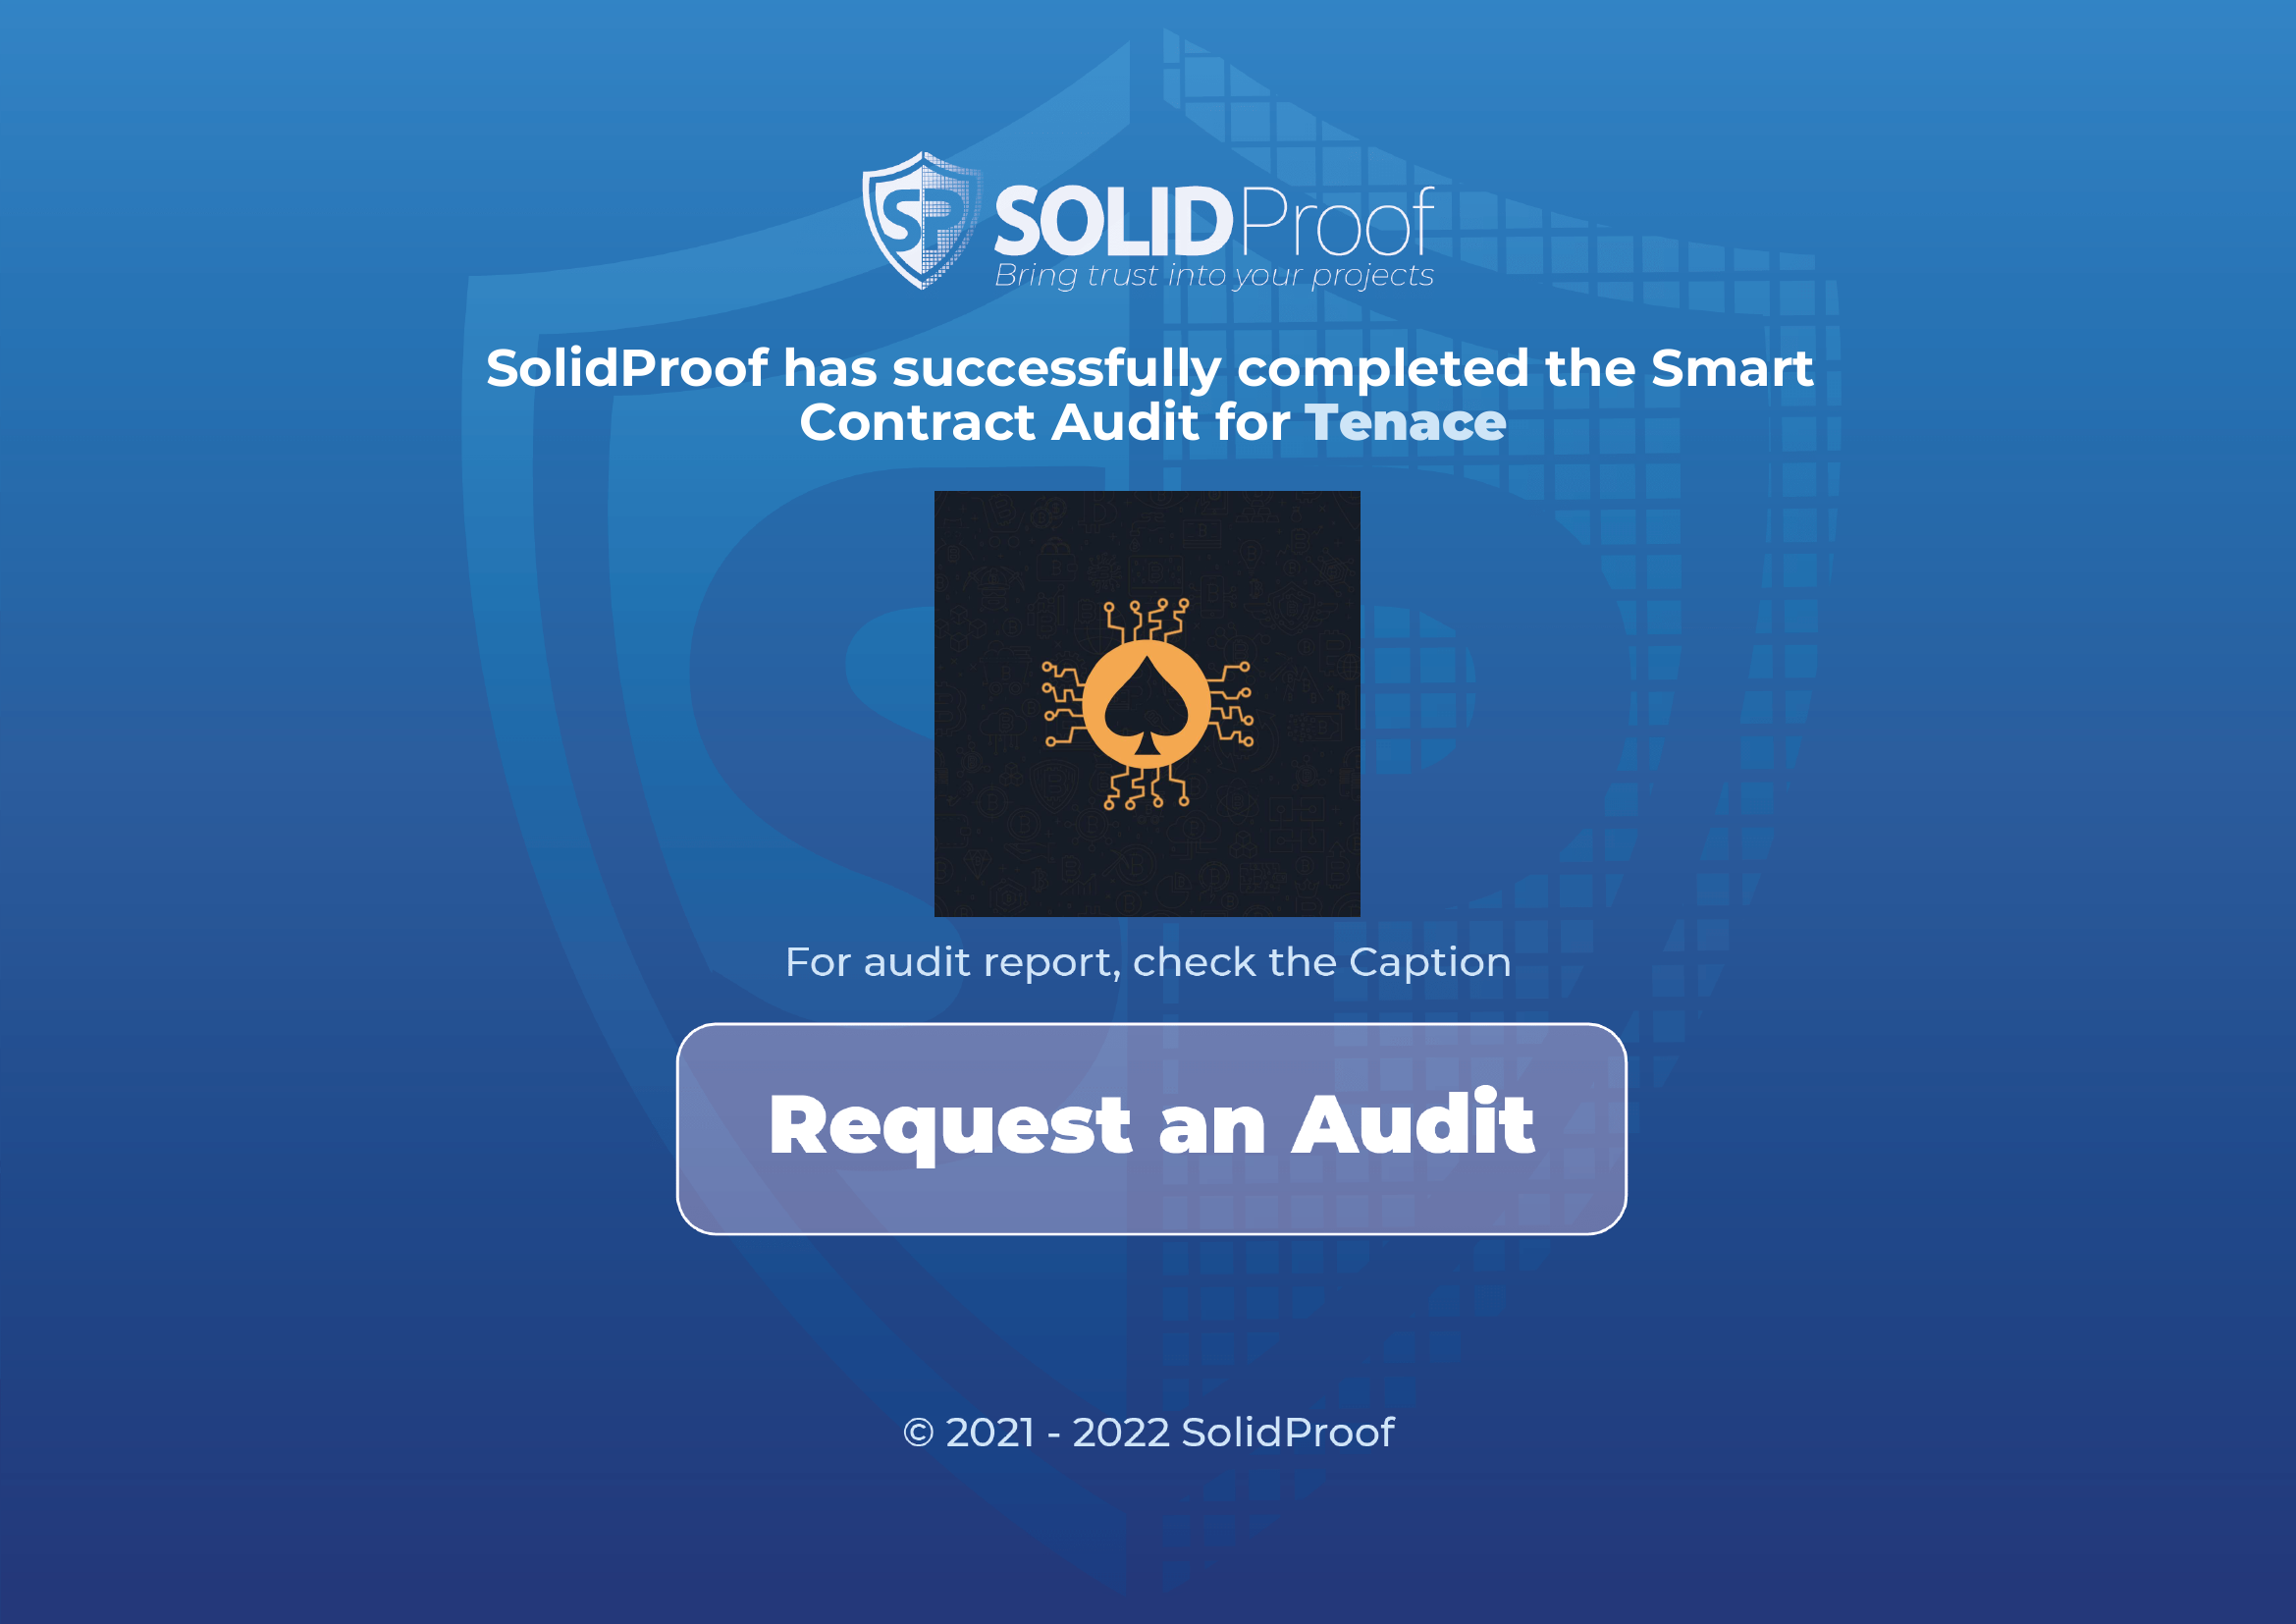 SP SOLIDProof
Bring trust into your projects
SolidProof has successfully completed the Smart
Contract Audit for Tenace
For audit report, check the Caption
Request an Audit
© 2021 - 2022 SolidProof